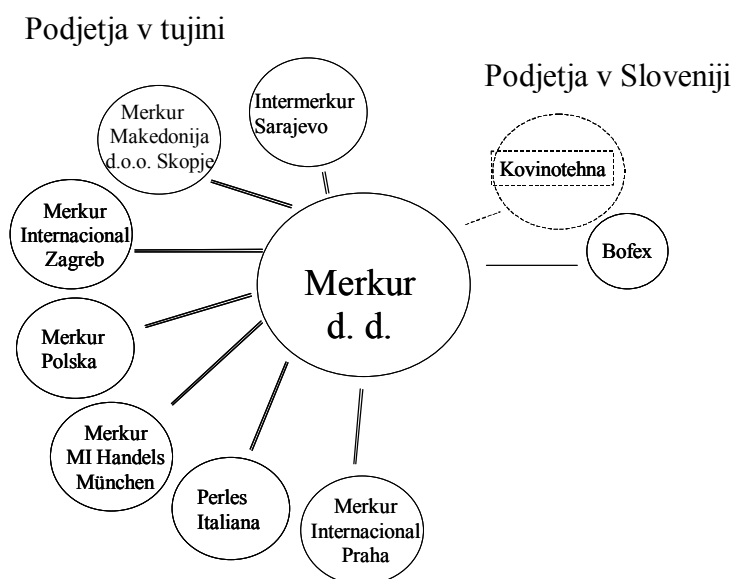 Podjetja v tujini
Podjetja v Sloveniji
Intermerkur
Sarajevo
Merkur
Makedonija
d.o.o. Skopje
Kovinotehna
Merkur
Internacional
Zagreb
Bofex
Merkur
d. d.
Merkur
Polska
Merkur
MI Handels
München
Perles
Italiana
Merkur
Internacional
Praha